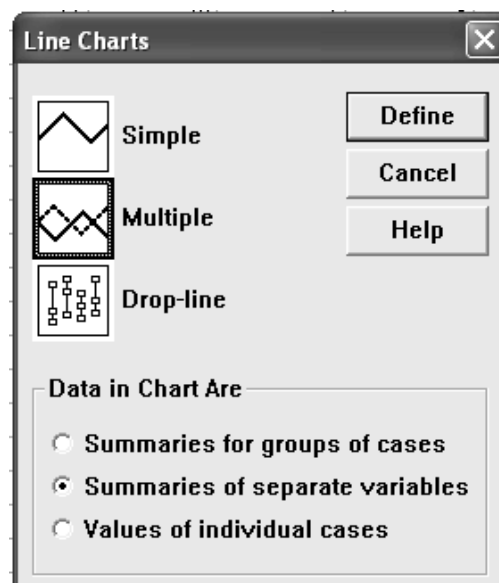 Line Charts
Simple
Define
Cancel
Multiple
Help
Drop-line
Data in Chart Are
Summaries for groups of cases
Summaries of separate variables
Values of individual cases